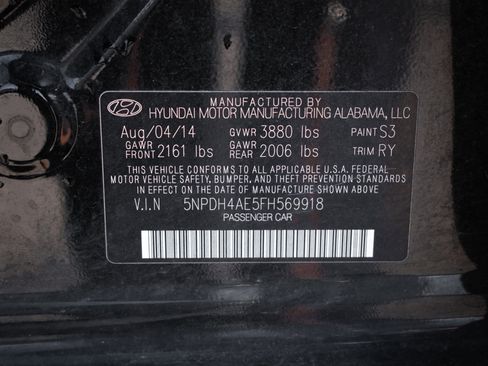 MANUFACTURED BY
HYUNDAI MOTOR MANUFACTURING ALABAMA, LLC
Aug/04/14 GVWR 3880 lbs PAINT S3
GAWR FRONT 2161 lbs GAWR REAR 2006 lbs TRIM RY
THIS VEHICLE CONFORMS TO ALL APPLICABLE U.S.A. FEDERAL
MOTOR VEHICLE SAFETY, BUMPER, AND THEFT PREVENTION STANDARDS
IN EFFECT ON THE DATE OF MANUFACTURE SHOWN ABOVE.
V.I.N 5NPDH4AE5FH569918
PASSENGER CAR